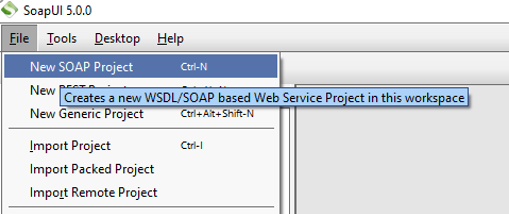 SoapUI 5.0.0
File Tools Desktop Help
New SOAP Project Ctrl-N
New
Creates a new WSDL/SOAP based Web Service Project in this workspace
New Generic Project Ctrl+Alt+Shift-N
Import Project Ctrl-I
Import Packed Project
Import Remote Project